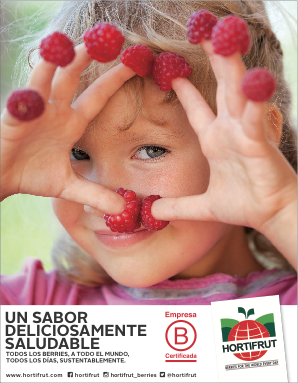 UN SABOR
DELICIOSAMENTE
SALUDABLE
TODOS LOS BERRIES, A TODO EL MUNDO,
TODOS LOS DÍAS, SUSTENTABLEMENTE.
www.hortifrut.com hortifrut hortifrut_berries @hortifrut
Empresa
B
Certificada
HORTIFRUT
BERRIES FOR THE WORLD EVERY DAY